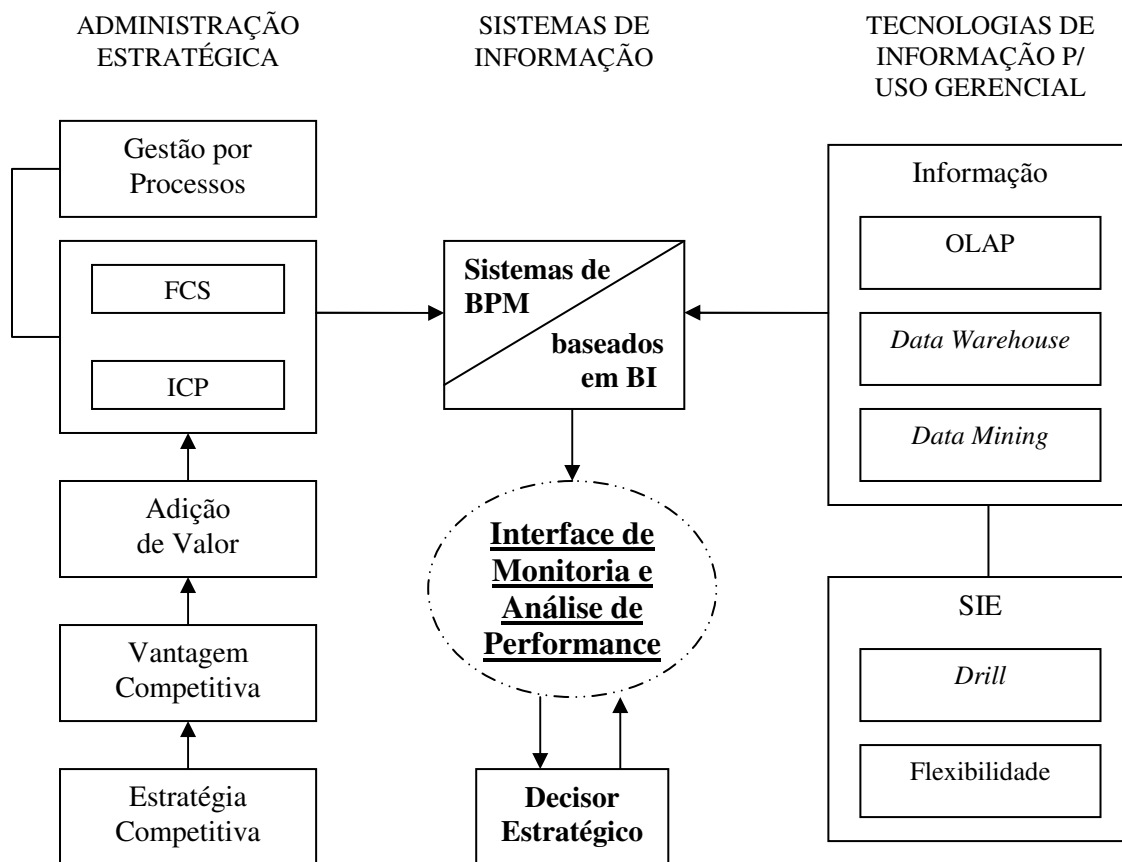 ADMINISTRAÇÃO
ESTRATÉGICA
SISTEMAS DE
INFORMAÇÃO
TECNOLOGIAS DE
INFORMAÇÃO P/
USO GERENCIAL
Gestão por
Processos
FCS
ICP
Adição
de Valor
Vantagem
Competitiva
Estratégia
Competitiva
Sistemas de
BPM
baseados
em BI
Interface de
Monitoria e
Análise de
Performance
Decisor
Estratégico
Informação
OLAP
Data Warehouse
Data Mining
SIE
Drill
Flexibilidade